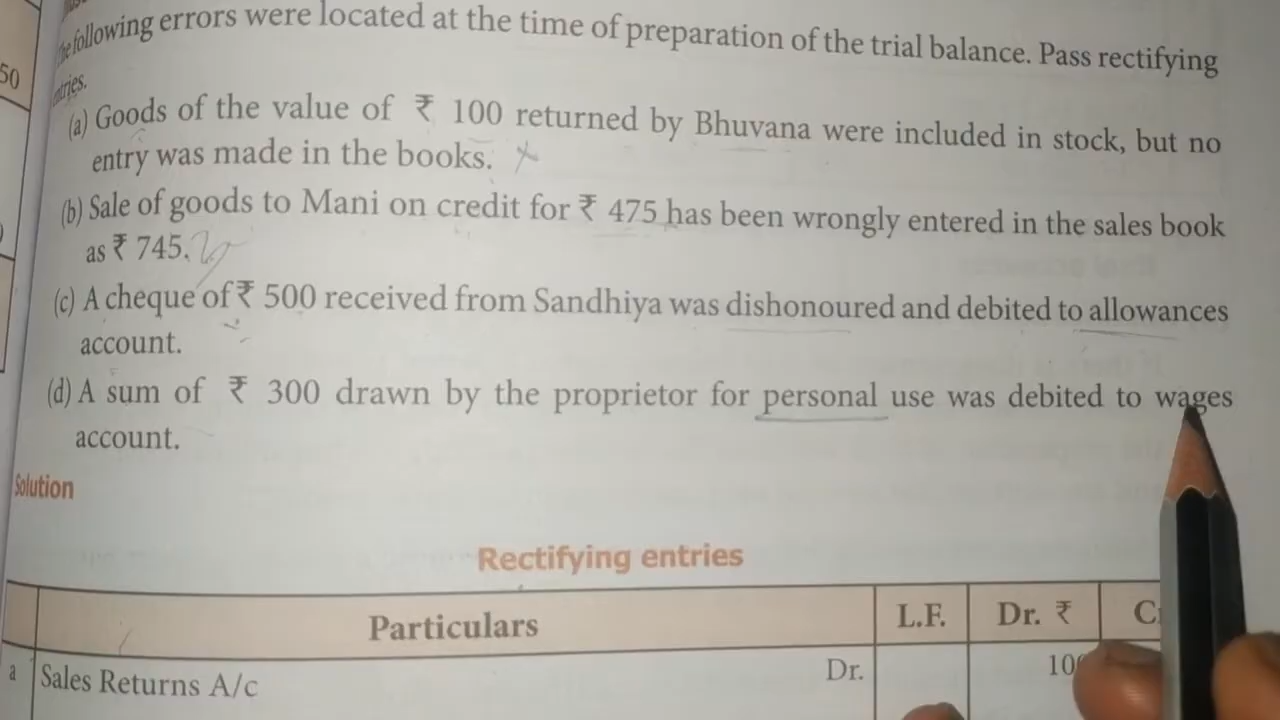 50
following errors were located at the time of preparation of the trial balance. Pass rectifying
entries.
(a) Goods of the value of ₹ 100 returned by Bhuvana were included in stock, but no
entry was made in the books.
(b) Sale of goods to Mani on credit for ₹ 475 has been wrongly entered in the sales book
as ₹ 745.
(c) A cheque of ₹ 500 received from Sandhiya was dishonoured and debited to allowances
account.
(d) A sum of ₹ 300 drawn by the proprietor for personal use was debited to wages
account.
Solution
Rectifying entries
Particulars L.F. Dr. ₹
a Sales Returns A/c Dr.